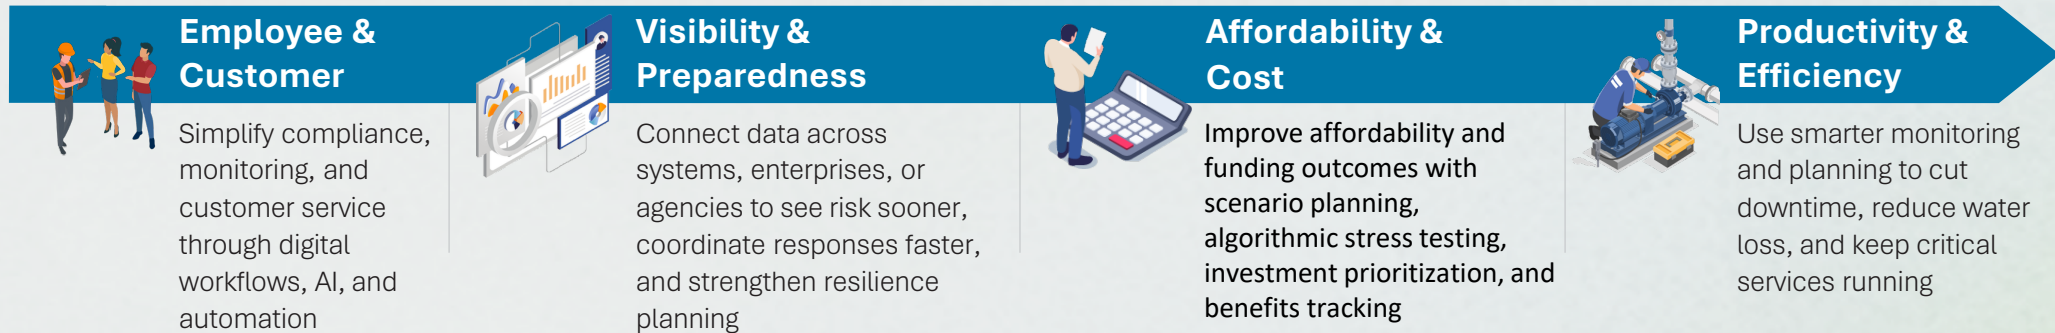 Employee &
Customer
Simplify compliance,
monitoring, and
customer service
through digital
workflows, AI, and
automation
Visibility &
Preparedness
Connect data across
systems, enterprises, or
agencies to see risk sooner,
coordinate responses faster,
and strengthen resilience
planning
Affordability &
Cost
Improve affordability and
funding outcomes with
scenario planning,
algorithmic stress testing,
investment prioritization, and
benefits tracking
Productivity &
Efficiency
Use smarter monitoring
and planning to cut
downtime, reduce water
loss, and keep critical
services running